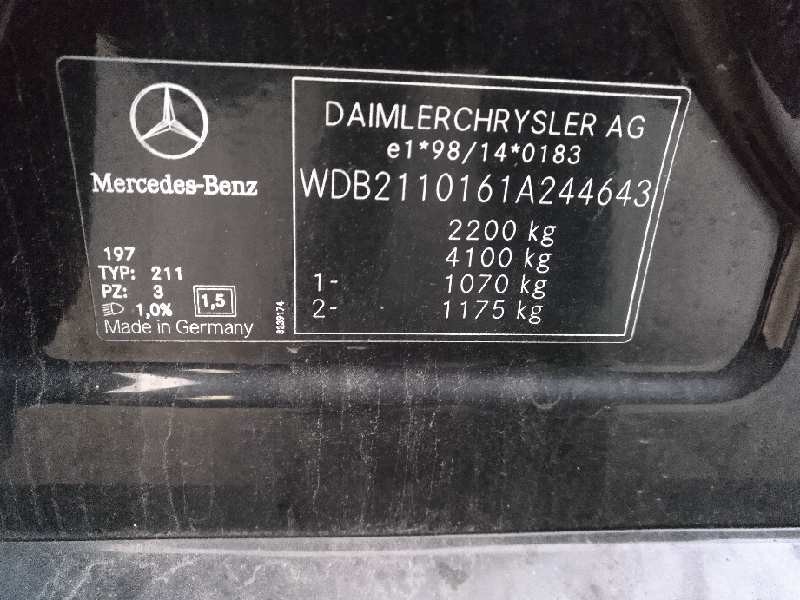 Mercedes-Benz
197
TYP: 211
PZ: 3
1,0%
1,5
Made in Germany
8139174
DAIMLERCHRYSLER AG
e1*98/14*0183
WDB2110161A244643
2200 kg
4100 kg
1- 1070 kg
2- 1175 kg